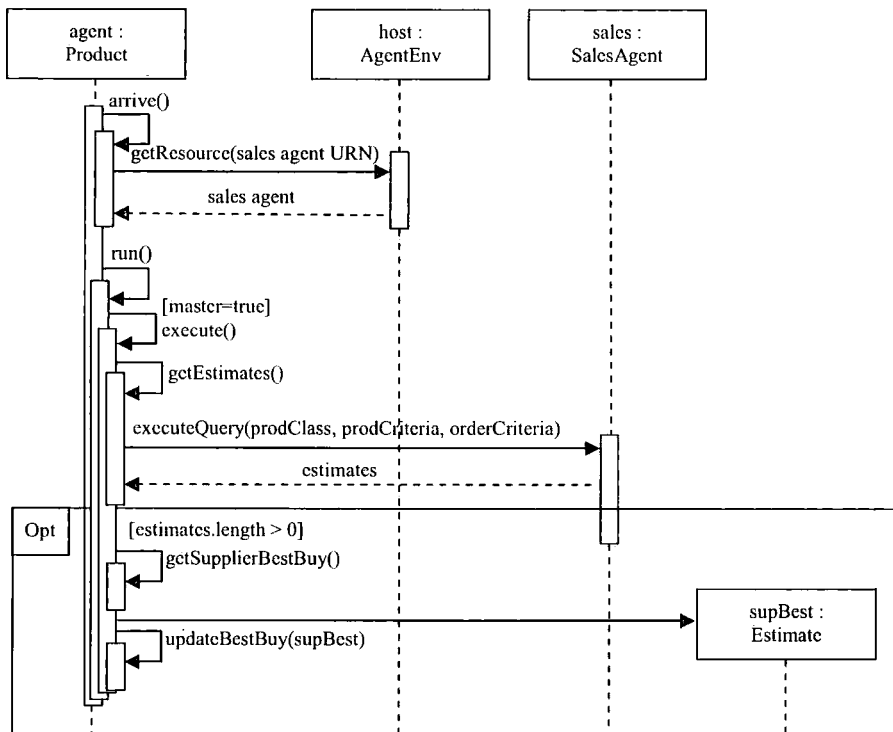 agent :
Product
host :
AgentEnv
sales :
SalesAgent
arrive()
getResource(sales agent URN)
sales agent
run()
[master=true]
execute()
getEstimates()
executeQuery(prodClass, prodCriteria, orderCriteria)
estimates
Opt
[estimates.length > 0]
getSupplierBestBuy()
supBest :
Estimate
updateBestBuy(supBest)